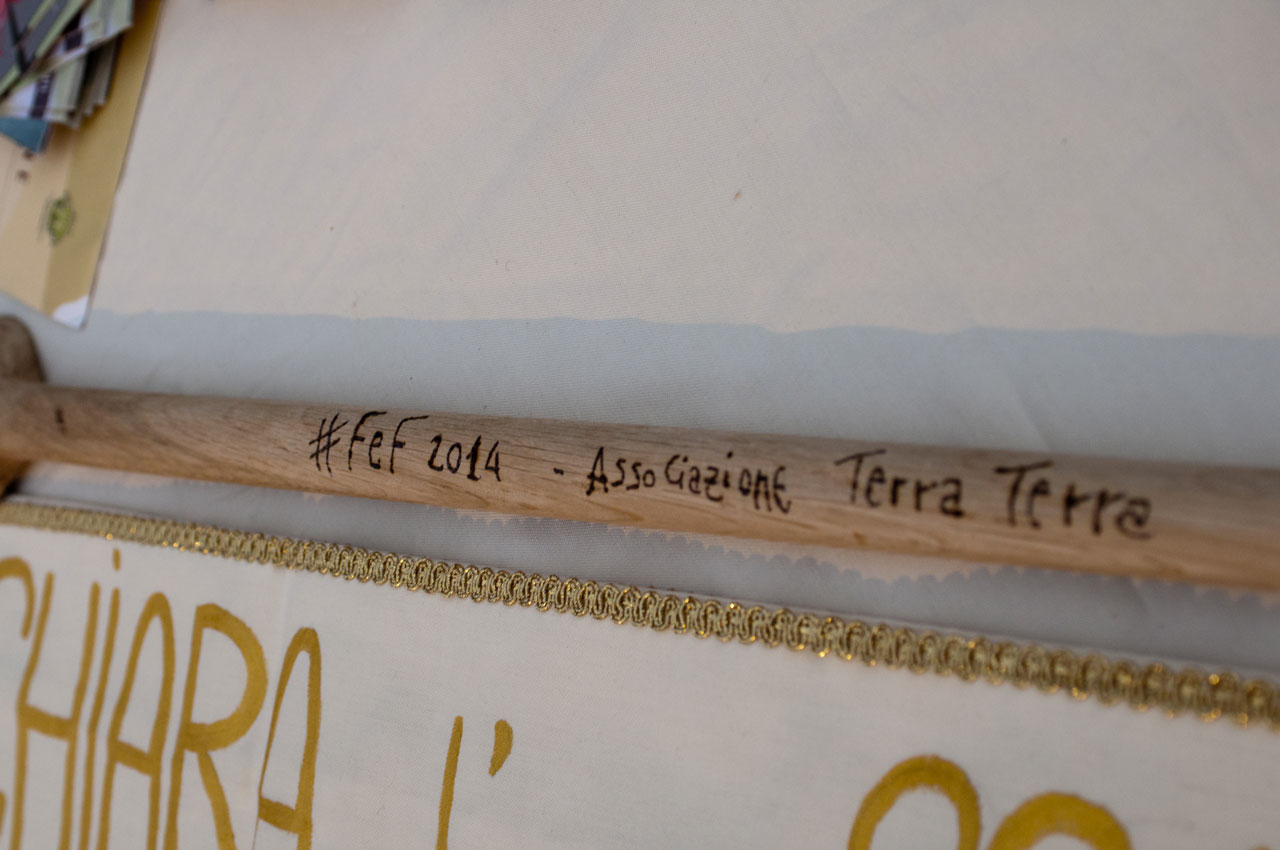 #FeF 2014 - Associazione Terra Terra
CHiARA l'